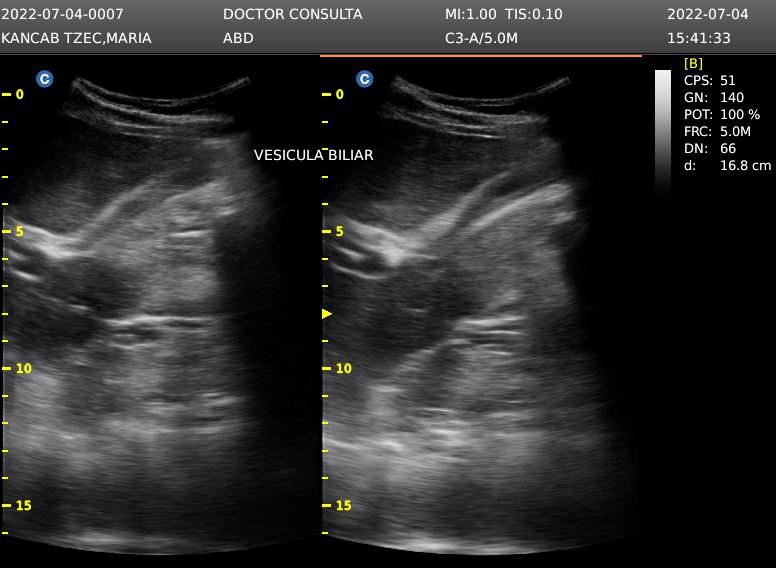 2022-07-04-0007 DOCTOR CONSULTA MI:1.00 TIS:0.10 2022-07-04
KANCAB TZEC,MARIA ABD C3-A/5.0M 15:41:33
[B]
CPS: 51
GN: 140
POT: 100 %
FRC: 5.0M
DN: 66
d: 16.8 cm
C C
0 0
VESICULA BILIAR
5 5
10 10
15 15